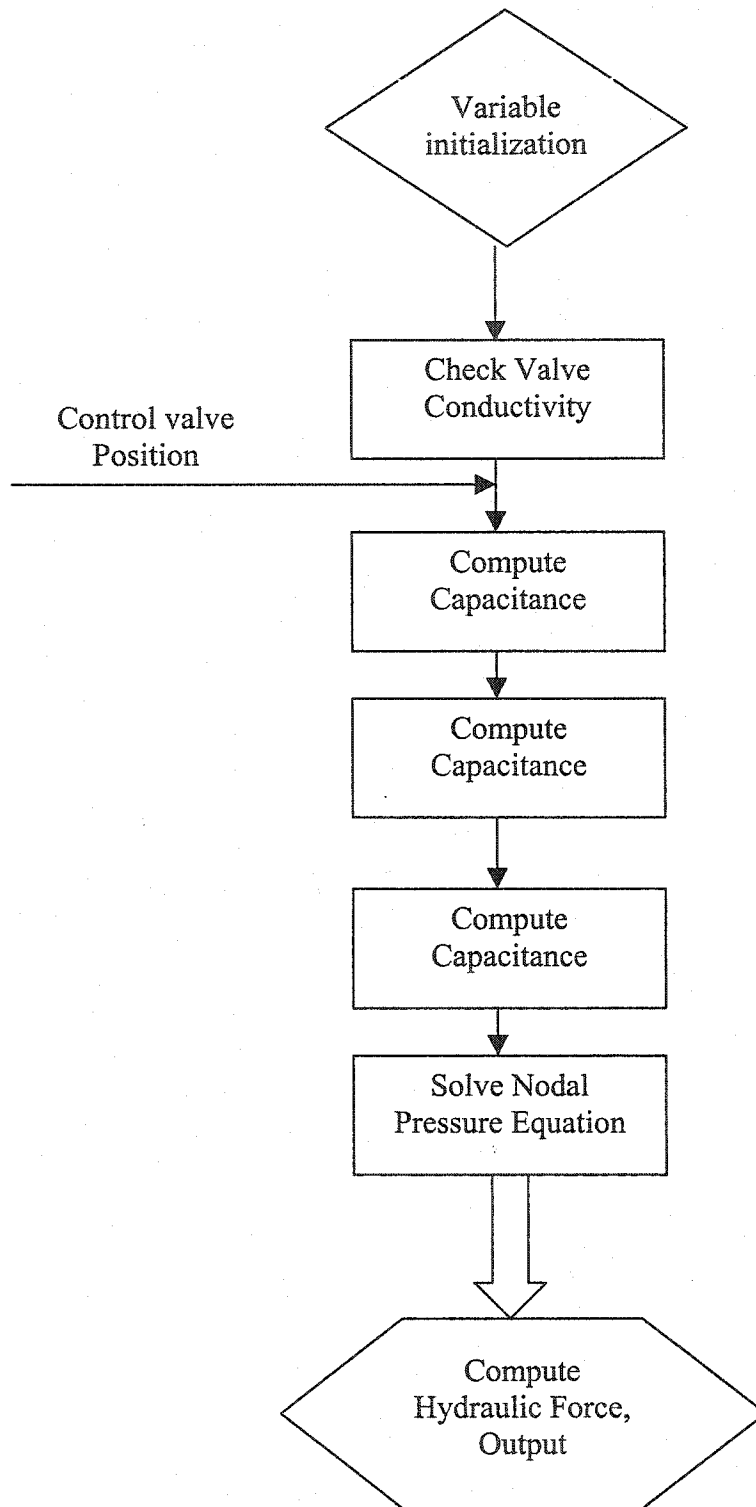 Variable
initialization
Check Valve
Conductivity
Control valve
Position
Compute
Capacitance
Compute
Capacitance
Compute
Capacitance
Solve Nodal
Pressure Equation
Compute
Hydraulic Force,
Output